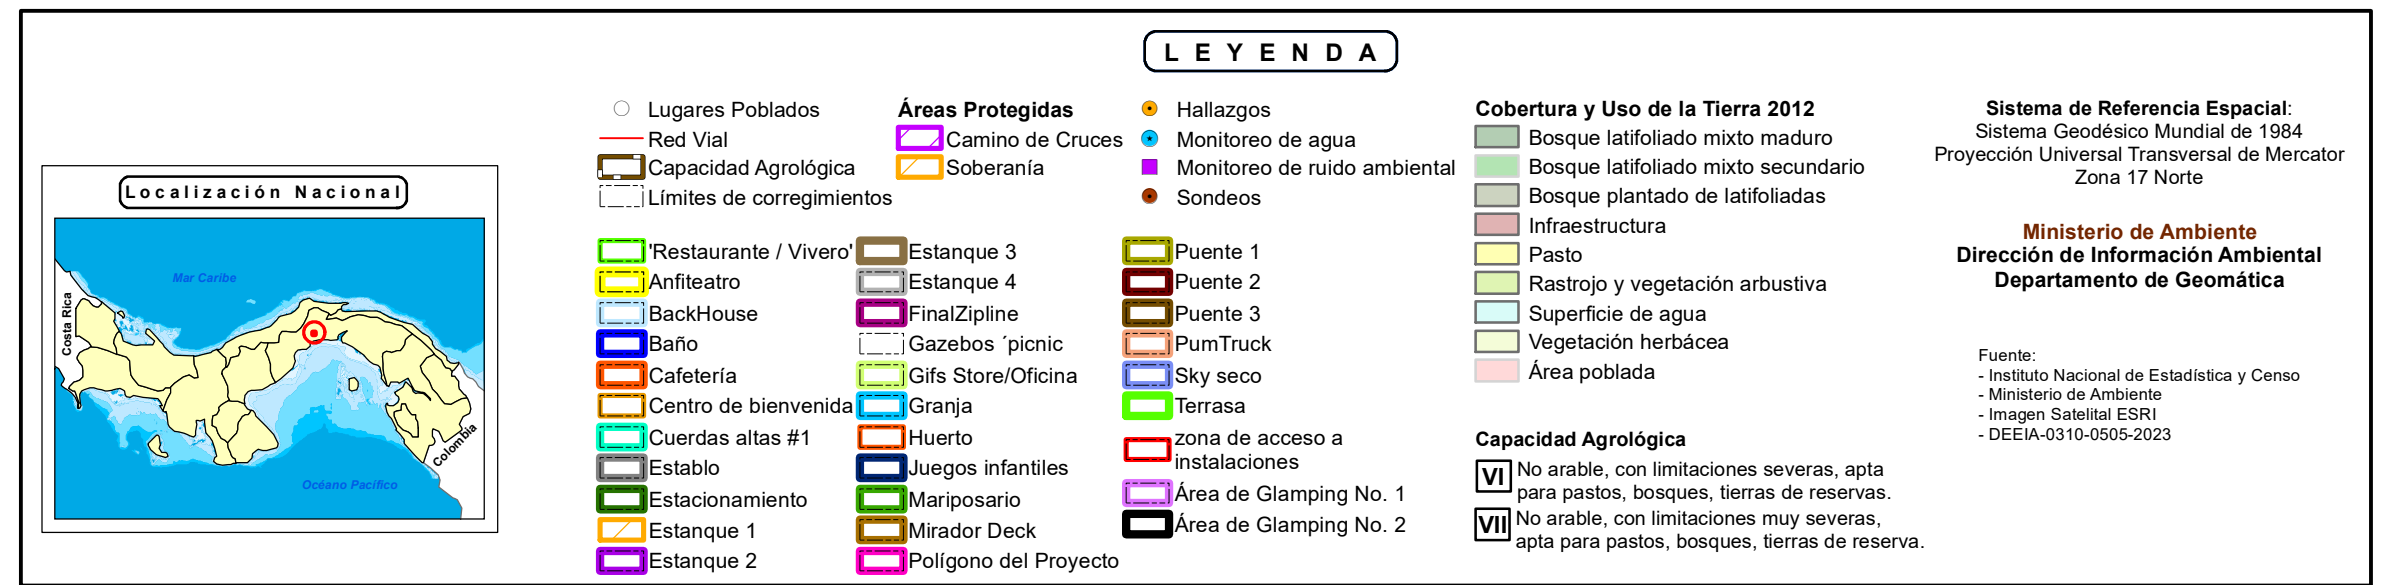 L E Y E N D A
Localización Nacional
Mar Caribe
Costa Rica
Colombia
Océano Pacífico
Lugares Poblados
Red Vial
Capacidad Agrológica
Límites de corregimientos
Áreas Protegidas
Camino de Cruces
Soberanía
Hallazgos
Monitoreo de agua
Monitoreo de ruido ambiental
Sondeos
'Restaurante / Vivero'
Anfiteatro
BackHouse
Baño
Cafetería
Centro de bienvenida
Cuerdas altas #1
Establo
Estacionamiento
Estanque 1
Estanque 2
Estanque 3
Estanque 4
FinalZipline
Gazebos ´picnic
Gifs Store/Oficina
Granja
Huerto
Juegos infantiles
Mariposario
Mirador Deck
Polígono del Proyecto
Puente 1
Puente 2
Puente 3
PumTruck
Sky seco
Terrasa
zona de acceso a
instalaciones
Área de Glamping No. 1
Área de Glamping No. 2
Cobertura y Uso de la Tierra 2012
Bosque latifoliado mixto maduro
Bosque latifoliado mixto secundario
Bosque plantado de latifoliadas
Infraestructura
Pasto
Rastrojo y vegetación arbustiva
Superficie de agua
Vegetación herbácea
Área poblada
Capacidad Agrológica
VI No arable, con limitaciones severas, apta
para pastos, bosques, tierras de reservas.
VII No arable, con limitaciones muy severas,
apta para pastos, bosques, tierras de reserva.
Sistema de Referencia Espacial:
Sistema Geodésico Mundial de 1984
Proyección Universal Transversal de Mercator
Zona 17 Norte
Ministerio de Ambiente
Dirección de Información Ambiental
Departamento de Geomática
Fuente:
- Instituto Nacional de Estadística y Censo
- Ministerio de Ambiente
- Imagen Satelital ESRI
- DEEIA-0310-0505-2023